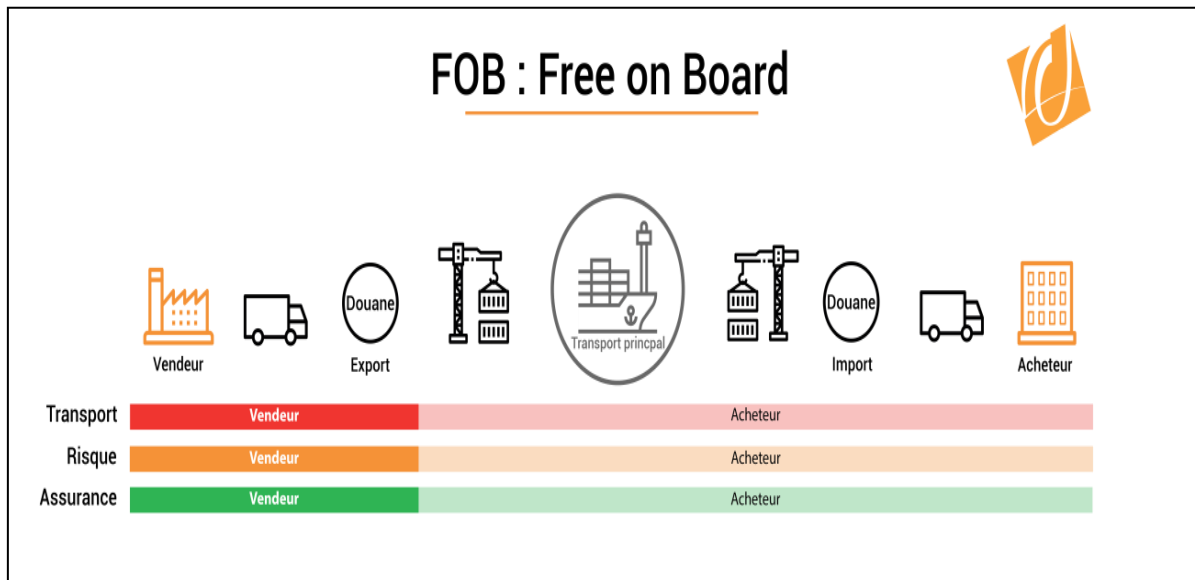 FOB : Free on Board
Douane
Douane
Transport princpal
Vendeur
Export
Import
Acheteur
Transport
Vendeur
Acheteur
Risque
Vendeur
Acheteur
Assurance
Vendeur
Acheteur